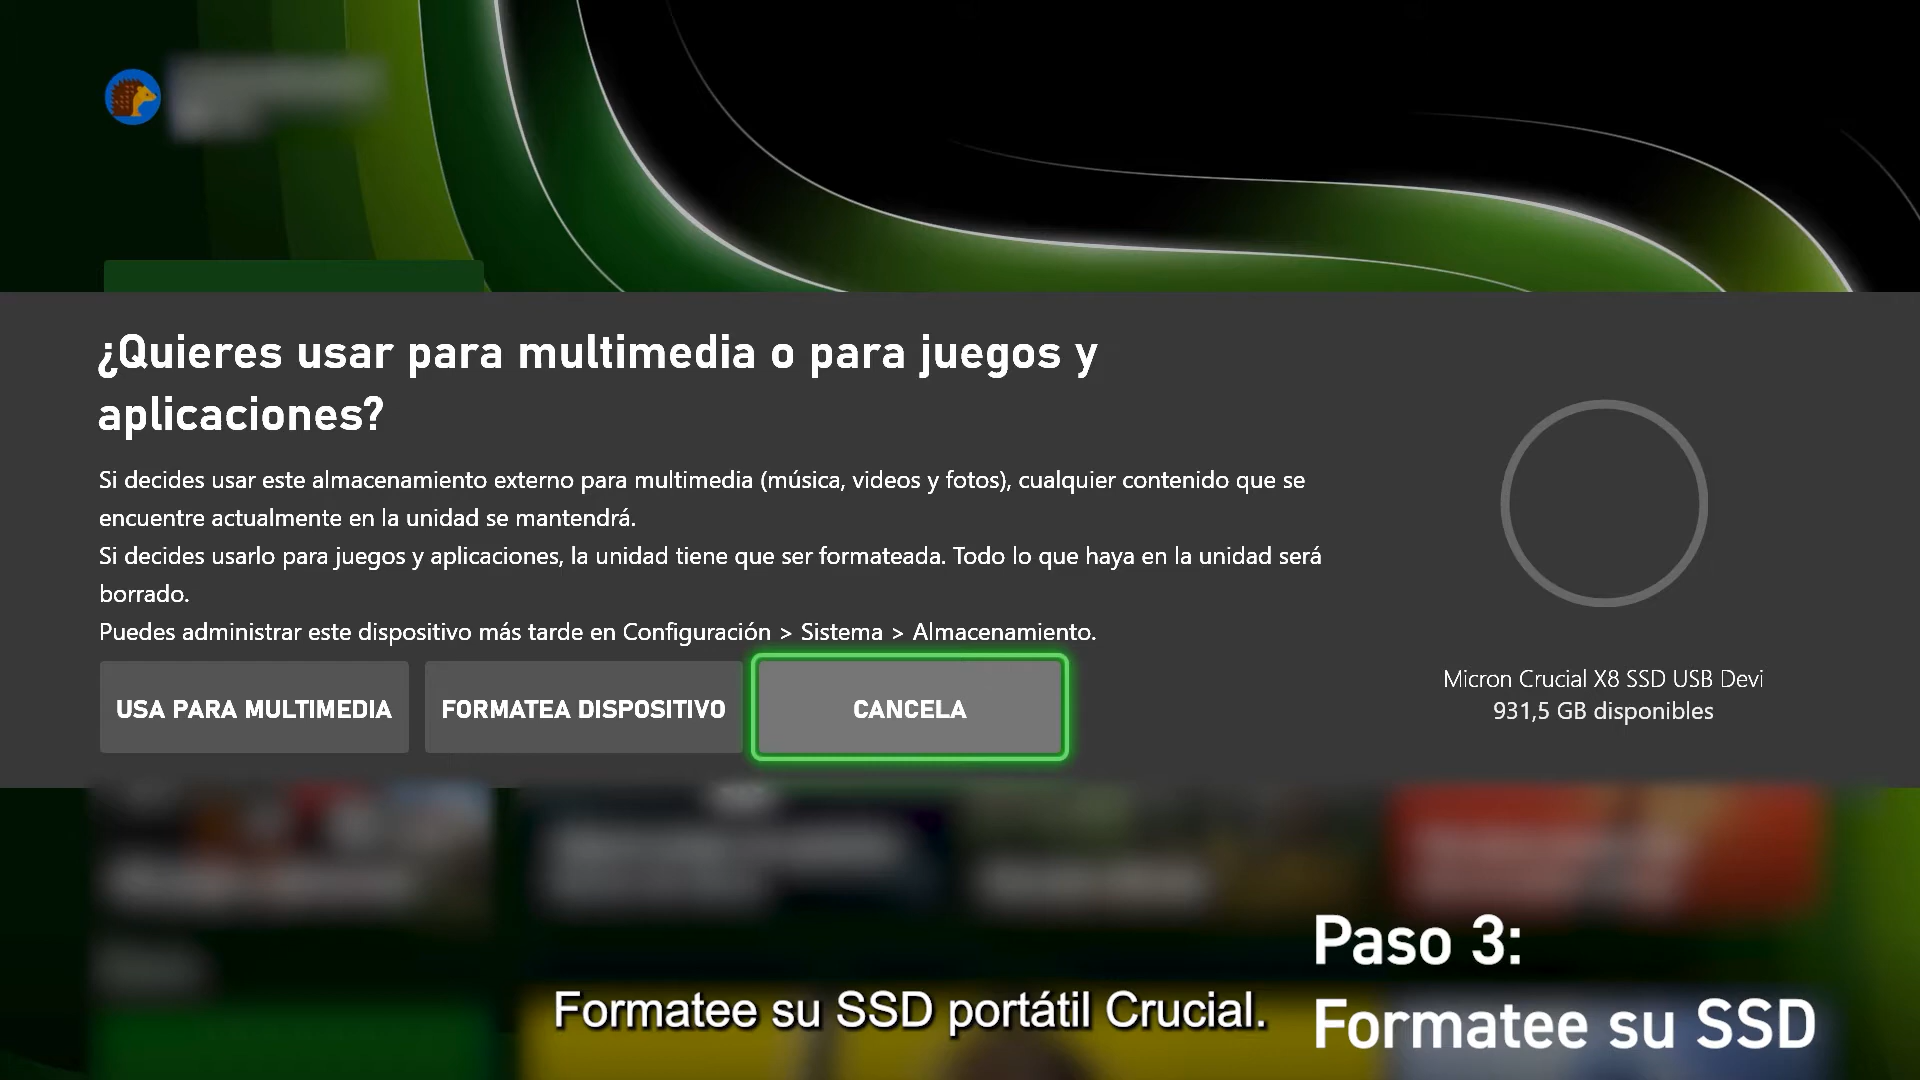 ¿Quieres usar para multimedia o para juegos y
aplicaciones?
Si decides usar este almacenamiento externo para multimedia (música, videos y fotos), cualquier contenido que se
encuentre actualmente en la unidad se mantendrá.
Si decides usarlo para juegos y aplicaciones, la unidad tiene que ser formateada. Todo lo que haya en la unidad será
borrado.
Puedes administrar este dispositivo más tarde en Configuración > Sistema > Almacenamiento.
USA PARA MULTIMEDIA
FORMATEA DISPOSITIVO
CANCELA
Micron Crucial X8 SSD USB Devi
931,5 GB disponibles
Paso 3:
Formatee su SSD
Formatee su SSD portátil Crucial.